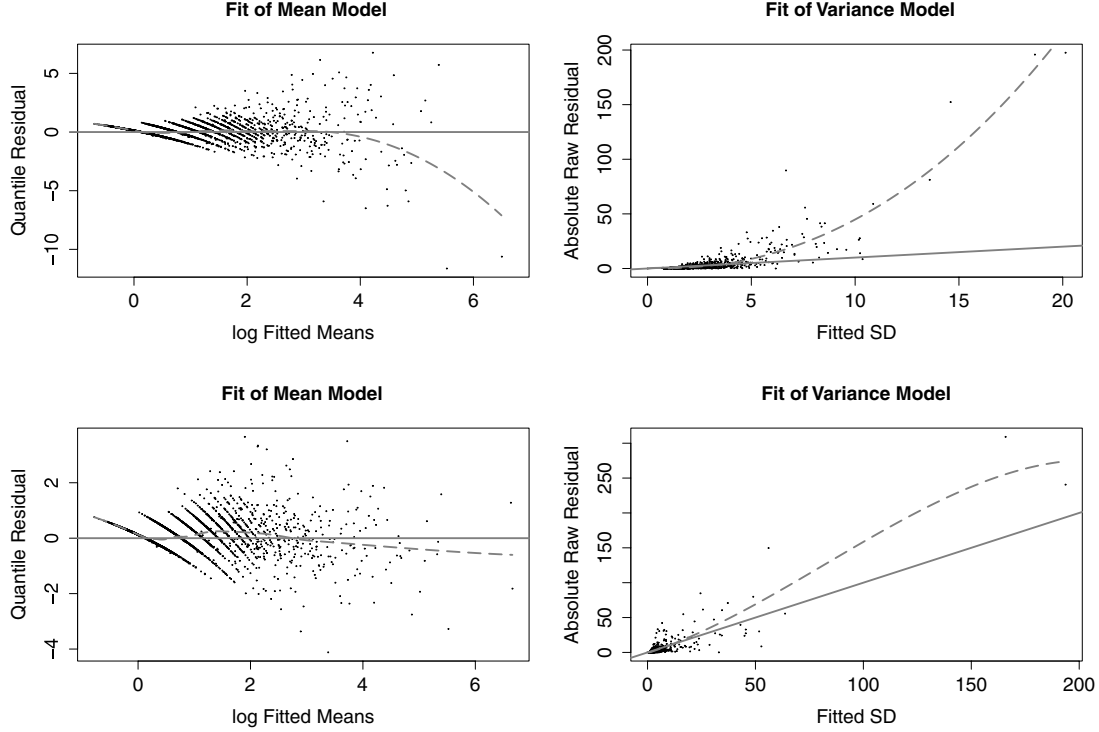 Fit of Mean Model
Quantile Residual
5
0
−5
−10
0 2 4 6
log Fitted Means
Fit of Variance Model
Absolute Raw Residual
200
150
100
50
0
0 5 10 15 20
Fitted SD
Fit of Mean Model
Quantile Residual
2
0
−2
−4
0 2 4 6
log Fitted Means
Fit of Variance Model
Absolute Raw Residual
250
150
50
0
0 50 100 150 200
Fitted SD